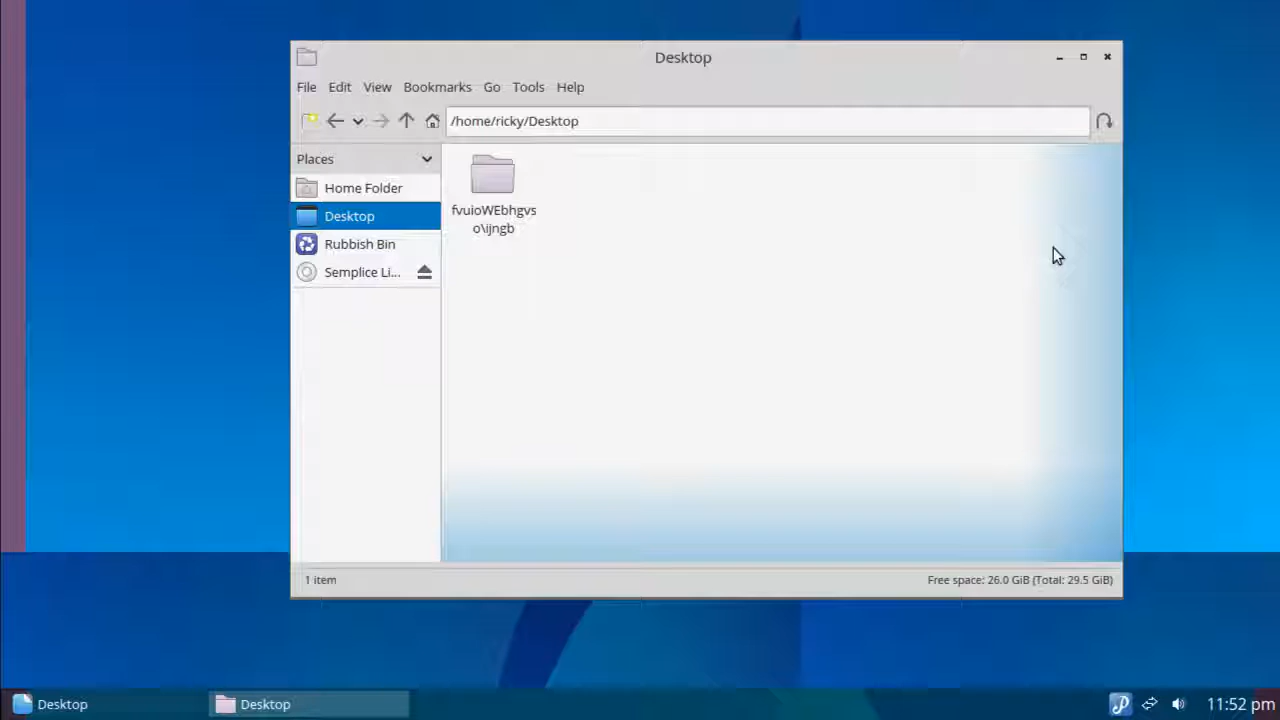 Desktop
File Edit View Bookmarks Go Tools Help
/home/ricky/Desktop
Places
Home Folder
Desktop
Rubbish Bin
Semplice Li...
fvuioWEbhgvs
o\ijngb
1 item
Free space: 26.0 GiB (Total: 29.5 GiB)
Desktop
Desktop
11:52 pm